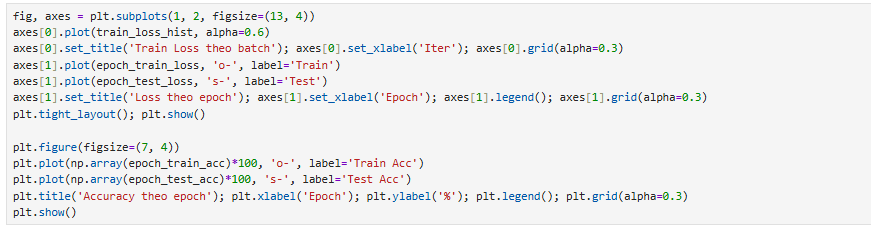 fig, axes = plt.subplots(1, 2, figsize=(13, 4))
axes[0].plot(train_loss_hist, alpha=0.6)
axes[0].set_title('Train Loss theo batch'); axes[0].set_xlabel('Iter'); axes[0].grid(alpha=0.3)
axes[1].plot(epoch_train_loss, 'o-', label='Train')
axes[1].plot(epoch_test_loss, 's-', label='Test')
axes[1].set_title('Loss theo epoch'); axes[1].set_xlabel('Epoch'); axes[1].legend(); axes[1].grid(alpha=0.3)
plt.tight_layout(); plt.show()

plt.figure(figsize=(7, 4))
plt.plot(np.array(epoch_train_acc)*100, 'o-', label='Train Acc')
plt.plot(np.array(epoch_test_acc)*100, 's-', label='Test Acc')
plt.title('Accuracy theo epoch'); plt.xlabel('Epoch'); plt.ylabel('%'); plt.legend(); plt.grid(alpha=0.3)
plt.show()